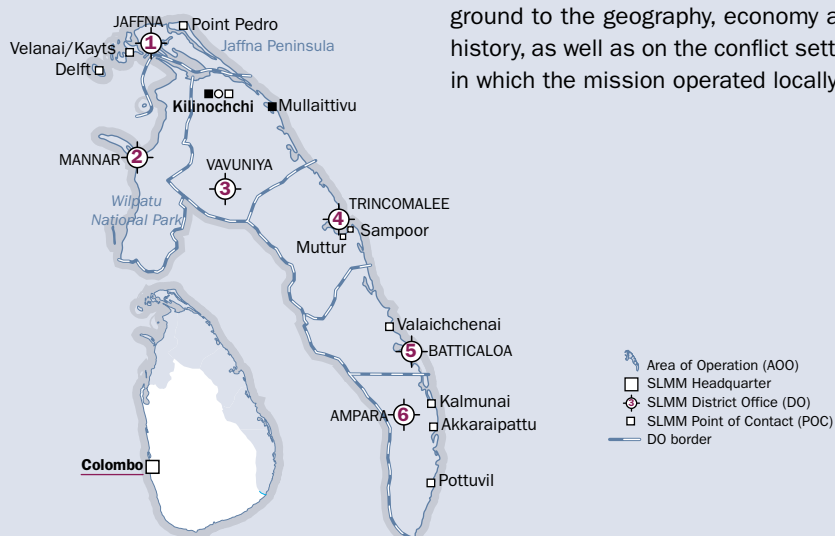 ground to the geography, economy a
history, as well as on the conflict sett
in which the mission operated locally
JAFFNA
1
Point Pedro
Velanai/Kayts
Jaffna Peninsula
Delft
Kilinochchi
Mullaittivu
MANNAR
2
VAVUNIYA
3
Wilpatu
National Park
TRINCOMALEE
4
Sampoor
Muttur
Valaichchenai
5
BATTICALOA
AMPARA
6
Kalmunai
Akkaraipattu
Pottuvil
Colombo
Area of Operation (AOO)
SLMM Headquarter
3 SLMM District Office (DO)
SLMM Point of Contact (POC)
DO border